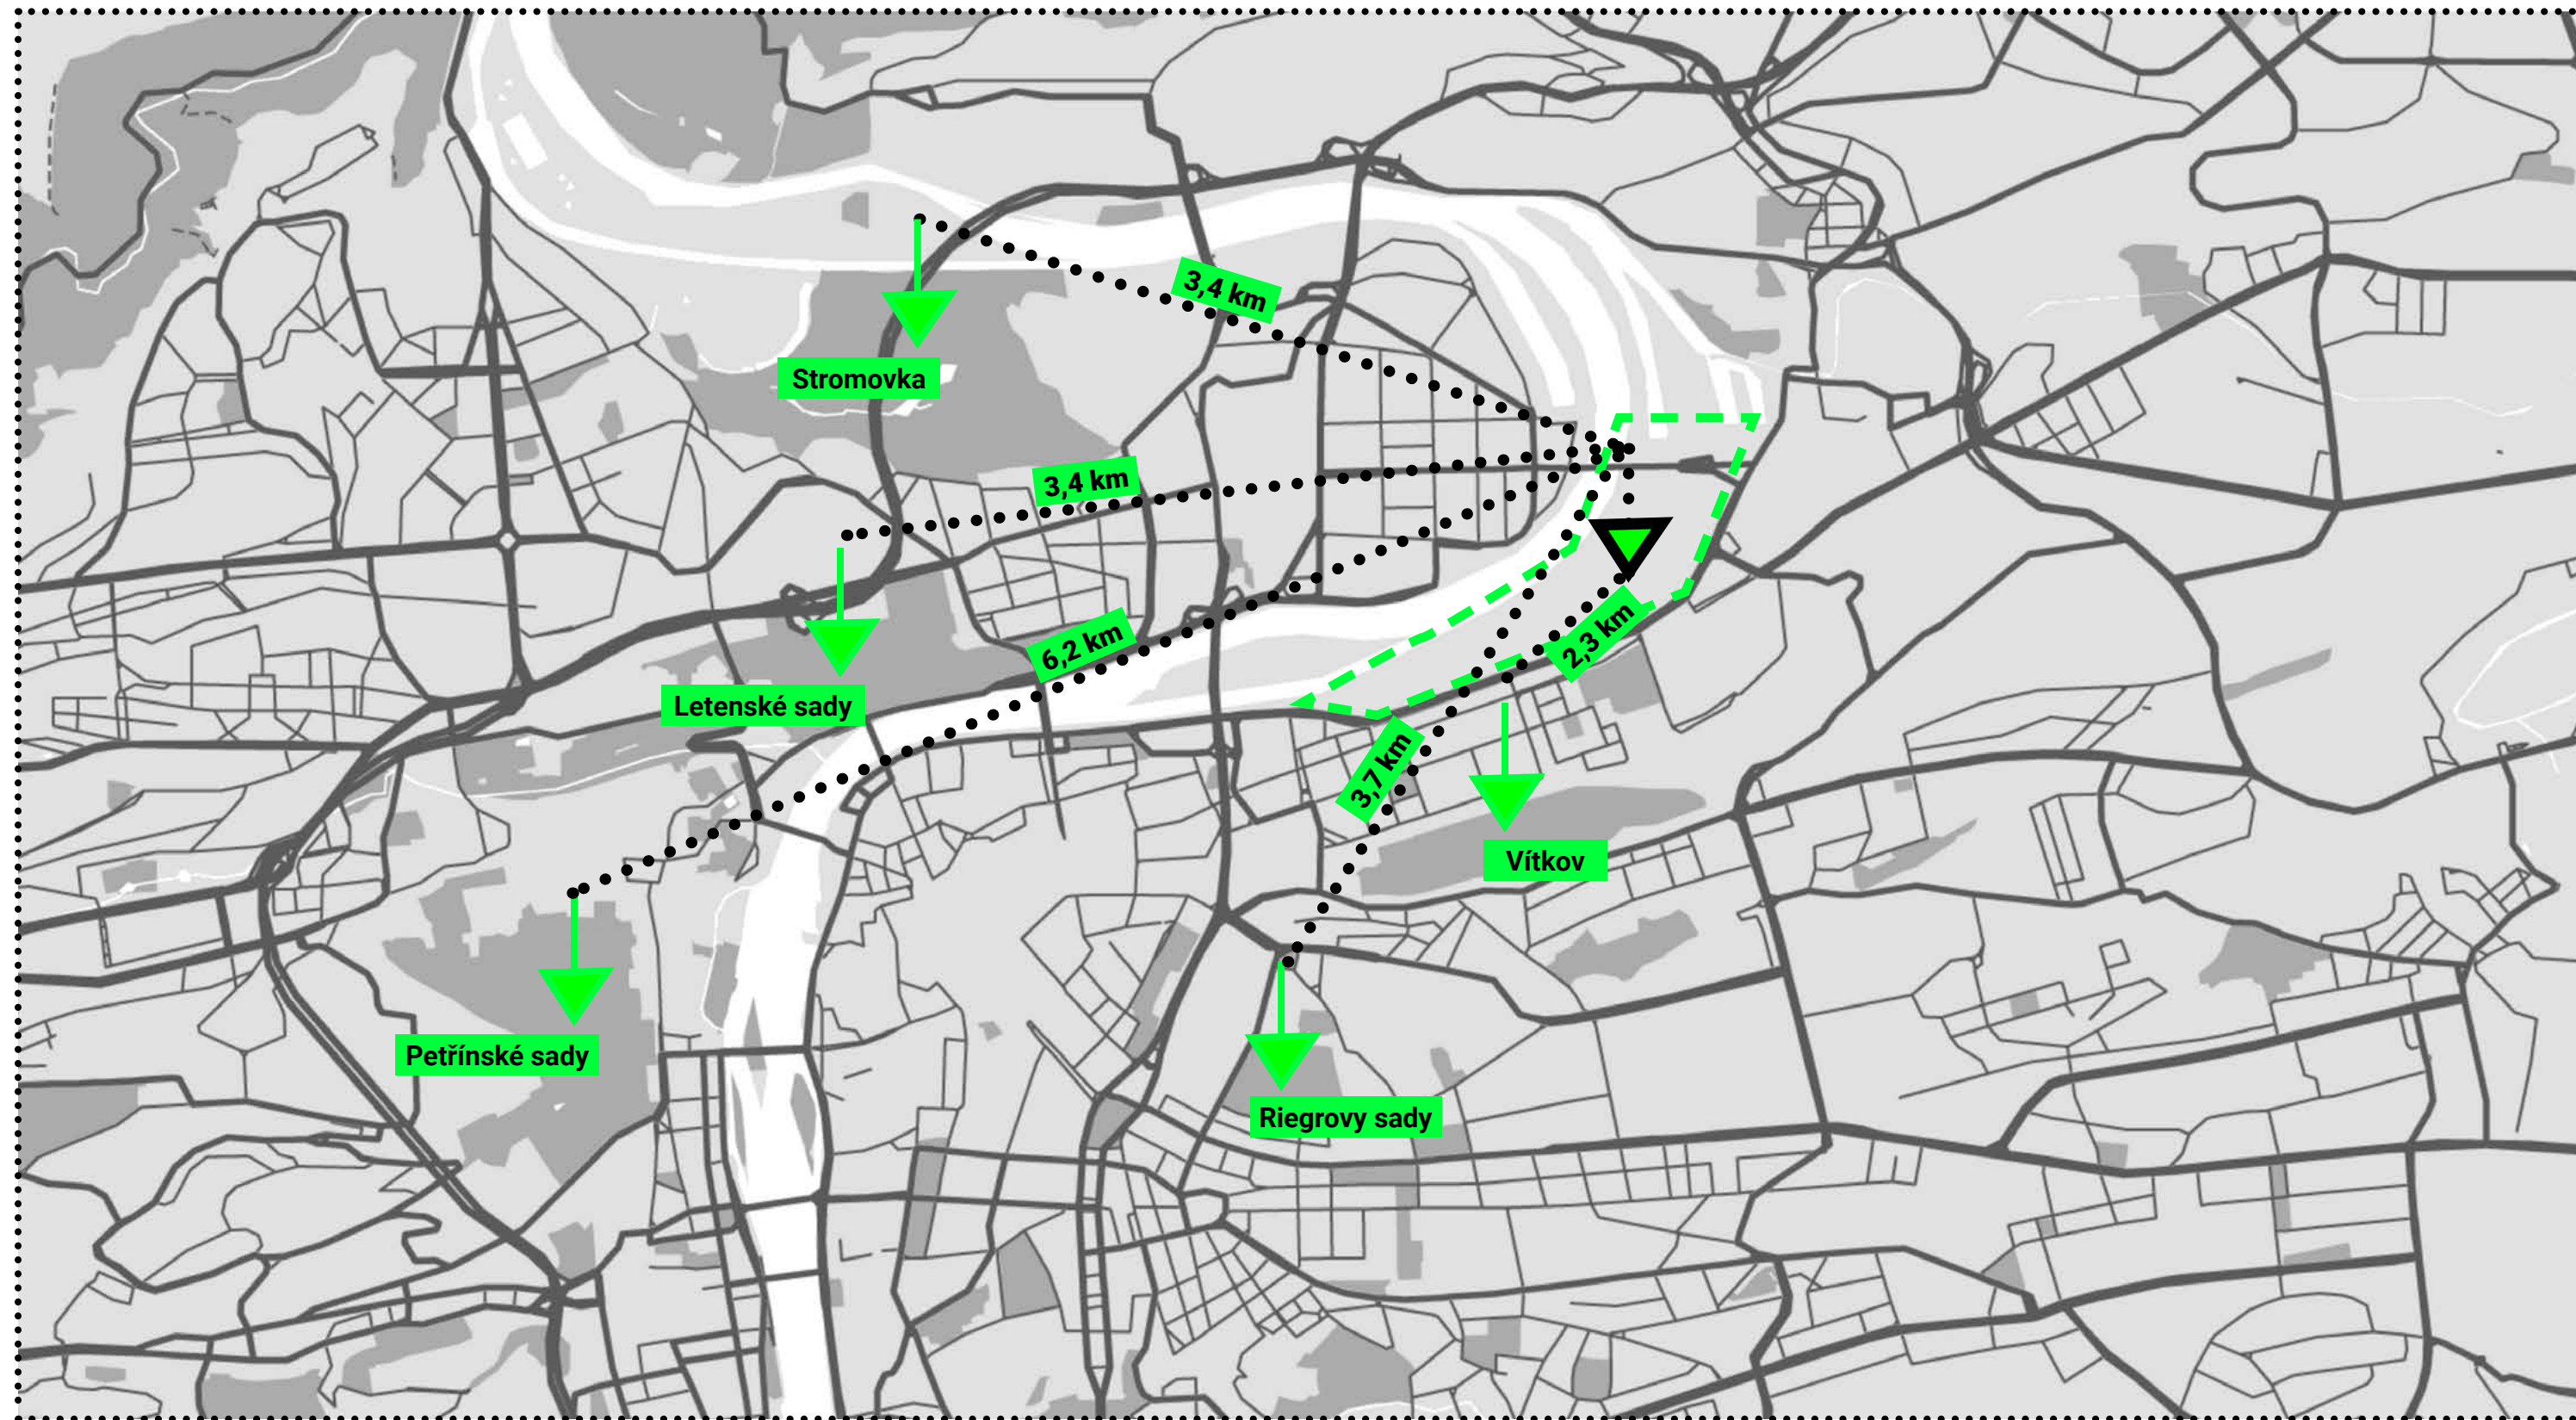 3,4 km
Stromovka
3,4 km
6,2 km
2,3 km
Letenské sady
3,7 km
Vítkov
Petřínské sady
Riegrovy sady